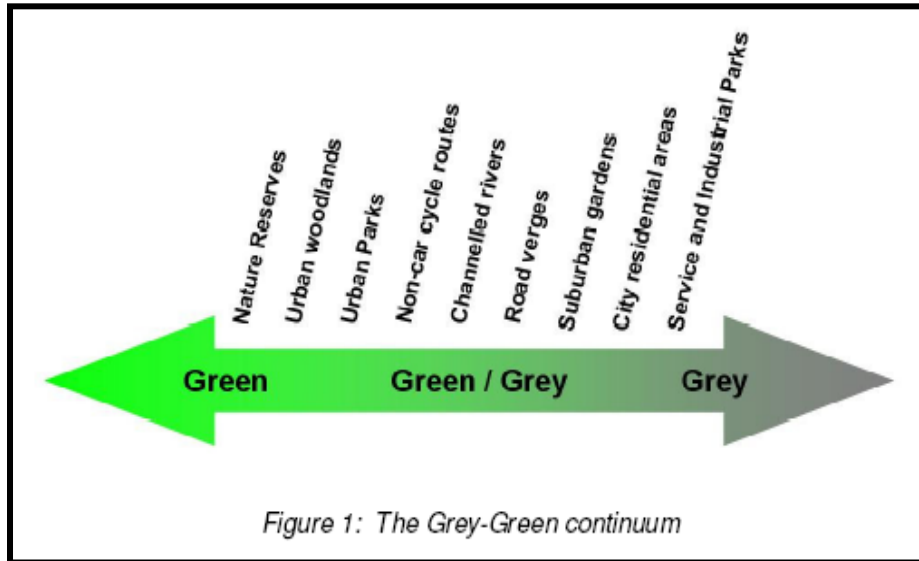 Nature Reserves
Urban woodlands
Urban Parks
Non-car cycle routes
Channelled rivers
Road verges
Suburban gardens
City residential areas
Service and Industrial Parks
Green
Green / Grey
Grey
Figure 1: The Grey-Green continuum